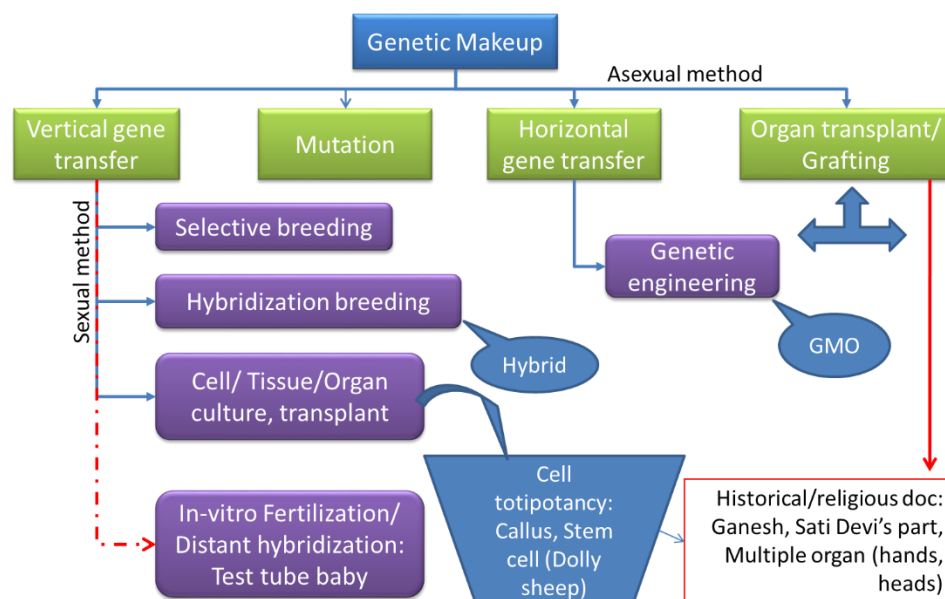 Genetic Makeup
Asexual method
Vertical gene
transfer
Mutation
Horizontal
gene transfer
Organ transplant/
Grafting
Sexual method
Selective breeding
Hybridization breeding
Hybrid
Genetic
engineering
GMO
Cell/ Tissue/Organ
culture, transplant
Cell
totipotancy:
Callus, Stem
cell (Dolly
sheep)
In-vitro Fertilization/
Distant hybridization:
Test tube baby
Historical/religious doc:
Ganesh, Sati Devi's part,
Multiple organ (hands,
heads)